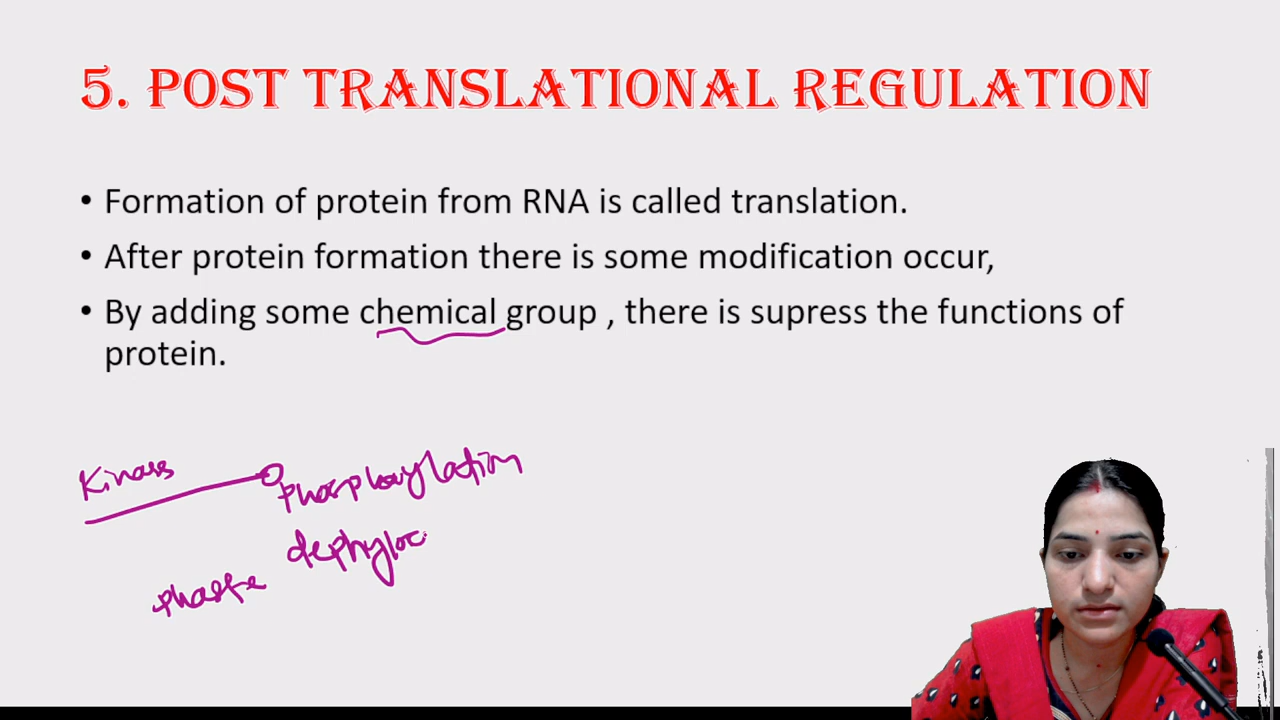 5. POST TRANSLATIONAL REGULATION
• Formation of protein from RNA is called translation.
• After protein formation there is some modification occur,
• By adding some chemical group , there is supress the functions of
protein.
Kinase
Phosphorylation